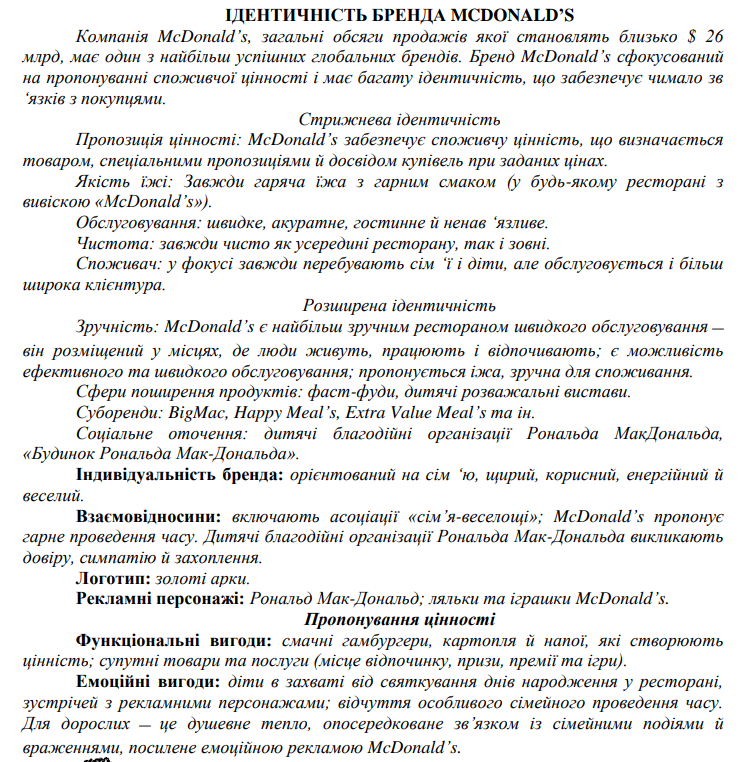 ІДЕНТИЧНІСТЬ БРЕНДА MCDONALD’S
Компанія McDonald’s, загальні обсяги продажів якої становлять близько $ 26
млрд, має один з найбільш успішних глобальних брендів. Бренд McDonald’s сфокусований
на пропонуванні споживчої цінності і має багату ідентичність, що забезпечує чимало зв
‘язків з покупцями.
Стрижнева ідентичність
Пропозиція цінності: McDonald’s забезпечує споживчу цінність, що визначається
товаром, спеціальними пропозиціями й досвідом купівель при заданих цінах.
Якість їжі: Завжди гаряча їжа з гарним смаком (у будь-якому ресторані з
вивіскою «McDonald’s»).
Обслуговування: швидке, акуратне, гостинне й ненав ‘язливе.
Чистота: завжди чисто як усередині ресторану, так і зовні.
Споживач: у фокусі завжди перебувають сім ‘ї і діти, але обслуговується і більш
широка клієнтура.
Розширена ідентичність
Зручність: McDonald’s є найбільш зручним рестораном швидкого обслуговування —
він розміщений у місцях, де люди живуть, працюють і відпочивають; є можливість
ефективного та швидкого обслуговування; пропонується іжа, зручна для споживання.
Сфери поширення продуктів: фаст-фуди, дитячі розважальні вистави.
Суборенди: BigMac, Happy Meal’s, Extra Value Meal’s та ін.
Соціальне оточення: дитячі благодійні організації Рональда МакДональда,
«Будинок Рональда Мак-Дональда».
Індивідуальність бренда: орієнтований на сім ‘ю, щирий, корисний, енергійний й
веселий.
Взаємовідносини: включають асоціації «сім’я-веселощі»; McDonald’s пропонує
гарне проведення часу. Дитячі благодійні організації Рональда Мак-Дональда викликають
довіру, симпатію й захоплення.
Логотип: золоті арки.
Рекламні персонажі: Рональд Мак-Дональд; ляльки та іграшки McDonald’s.
Пропонування цінності
Функціональні вигоди: смачні гамбургери, картопля й напої, які створюють
цінність; супутні товари та послуги (місце відпочинку, призи, премії та ігри).
Емоційні вигоди: діти в захваті від святкування днів народження у ресторані,
зустрічей з рекламними персонажами; відчуття особливого сімейного проведення часу.
Для дорослих — це душевне тепло, опосередковане зв’язком із сімейними подіями й
враженнями, посилене емоційною рекламою McDonald’s.